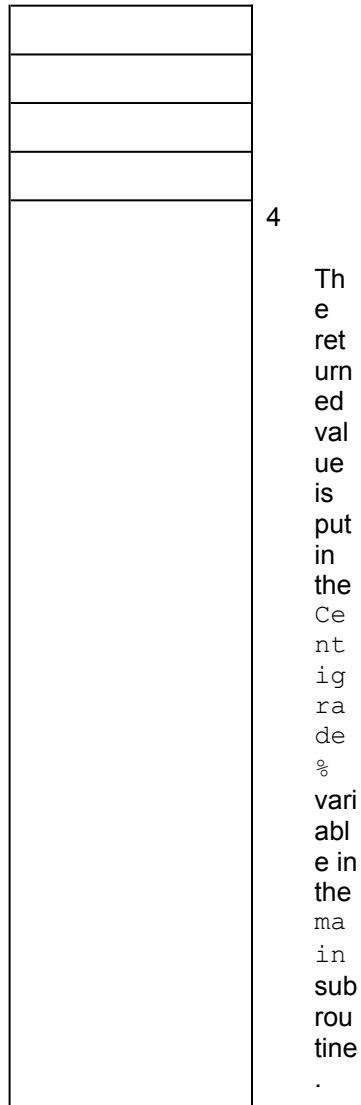 4
Th
e
ret
urn
ed
val
ue
is
put
in
the
Ce
nt
ig
ra
de
%
vari
abl
e in
the
ma
in
sub
rou
tine
.